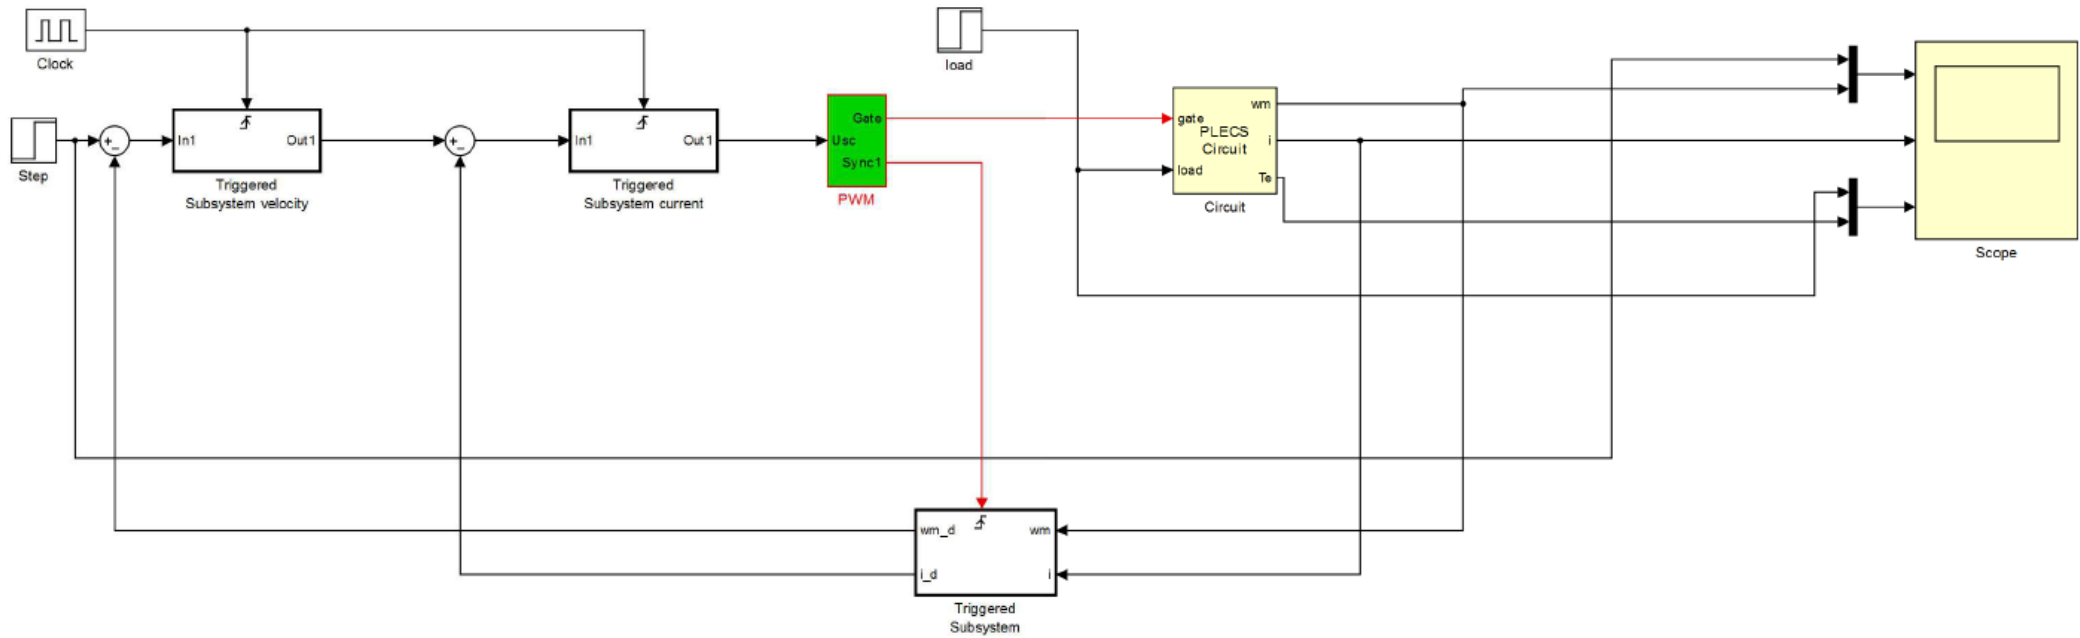 Clock
load
Step
+
-
In1
Out1
Triggered
Subsystem velocity
+
-
In1
Out1
Triggered
Subsystem current
Gate
Usc
Sync1
PWM
wm
gate
PLECS
Circuit
i
load
Te
Circuit
Scope
wm_d
wm
i_d
i
Triggered
Subsystem